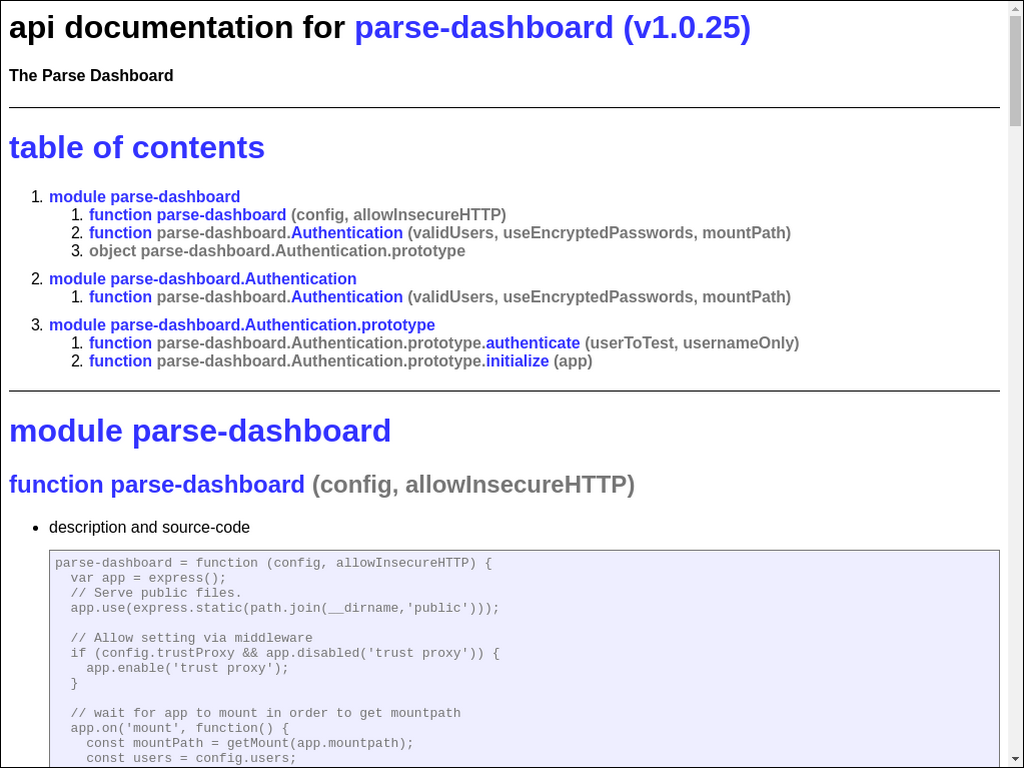 api documentation for parse-dashboard (v1.0.25)
The Parse Dashboard
table of contents
1. module parse-dashboard
1. function parse-dashboard (config, allowInsecureHTTP)
2. function parse-dashboard.Authentication (validUsers, useEncryptedPasswords, mountPath)
3. object parse-dashboard.Authentication.prototype
2. module parse-dashboard.Authentication
1. function parse-dashboard.Authentication (validUsers, useEncryptedPasswords, mountPath)
3. module parse-dashboard.Authentication.prototype
1. function parse-dashboard.Authentication.prototype.authenticate (userToTest, usernameOnly)
2. function parse-dashboard.Authentication.prototype.initialize (app)
module parse-dashboard
function parse-dashboard (config, allowInsecureHTTP)
• description and source-code
parse-dashboard = function (config, allowInsecureHTTP) {
  var app = express();
  // Serve public files.
  app.use(express.static(path.join(__dirname,'public')));
  // Allow setting via middleware
  if (config.trustProxy && app.disabled('trust proxy')) {
    app.enable('trust proxy');
  }
  // wait for app to mount in order to get mountpath
  app.on('mount', function() {
    const mountPath = getMount(app.mountpath);
    const users = config.users;